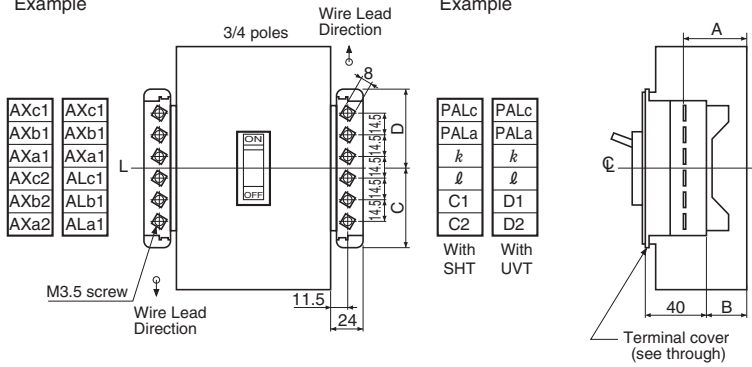 Example
3/4 poles
Wire Lead
Direction
Example
A
8
AXc1 AXc1
AXb1 AXb1
AXa1 AXa1
AXc2 ALc1
AXb2 ALb1
AXa2 ALa1
L
ON
OFF
14.5
14.5
14.5
14.5
14.5
D
C
PALc PALc
PALa PALa
k k
ℓ ℓ
C1 D1
C2 D2
With
SHT
With
UVT
℄
M3.5 screw
Wire Lead
Direction
11.5
24
40
B
Terminal cover
(see through)